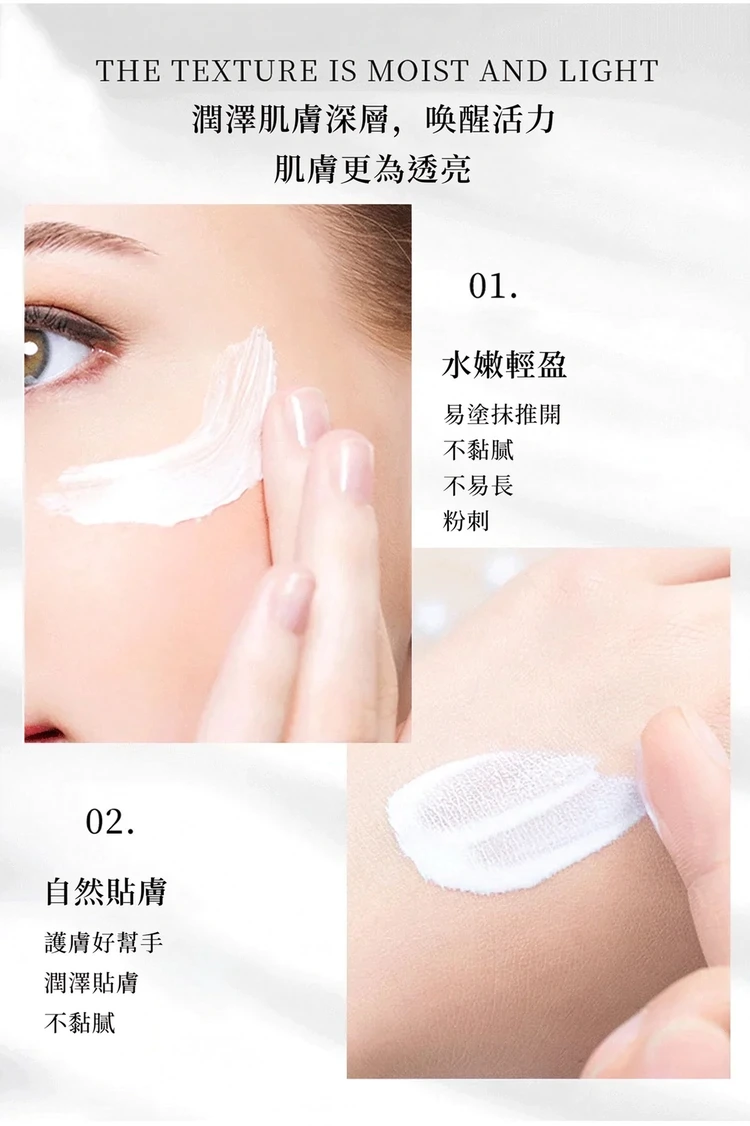 THE TEXTURE IS MOIST AND LIGHT
潤澤肌膚深層，唤醒活力
肌膚更為透亮
01.
水嫩輕盈
易塗抹推開
不黏膩
不易長
粉刺
02.
自然貼膚
護膚好幫手
潤澤貼膚
不黏膩